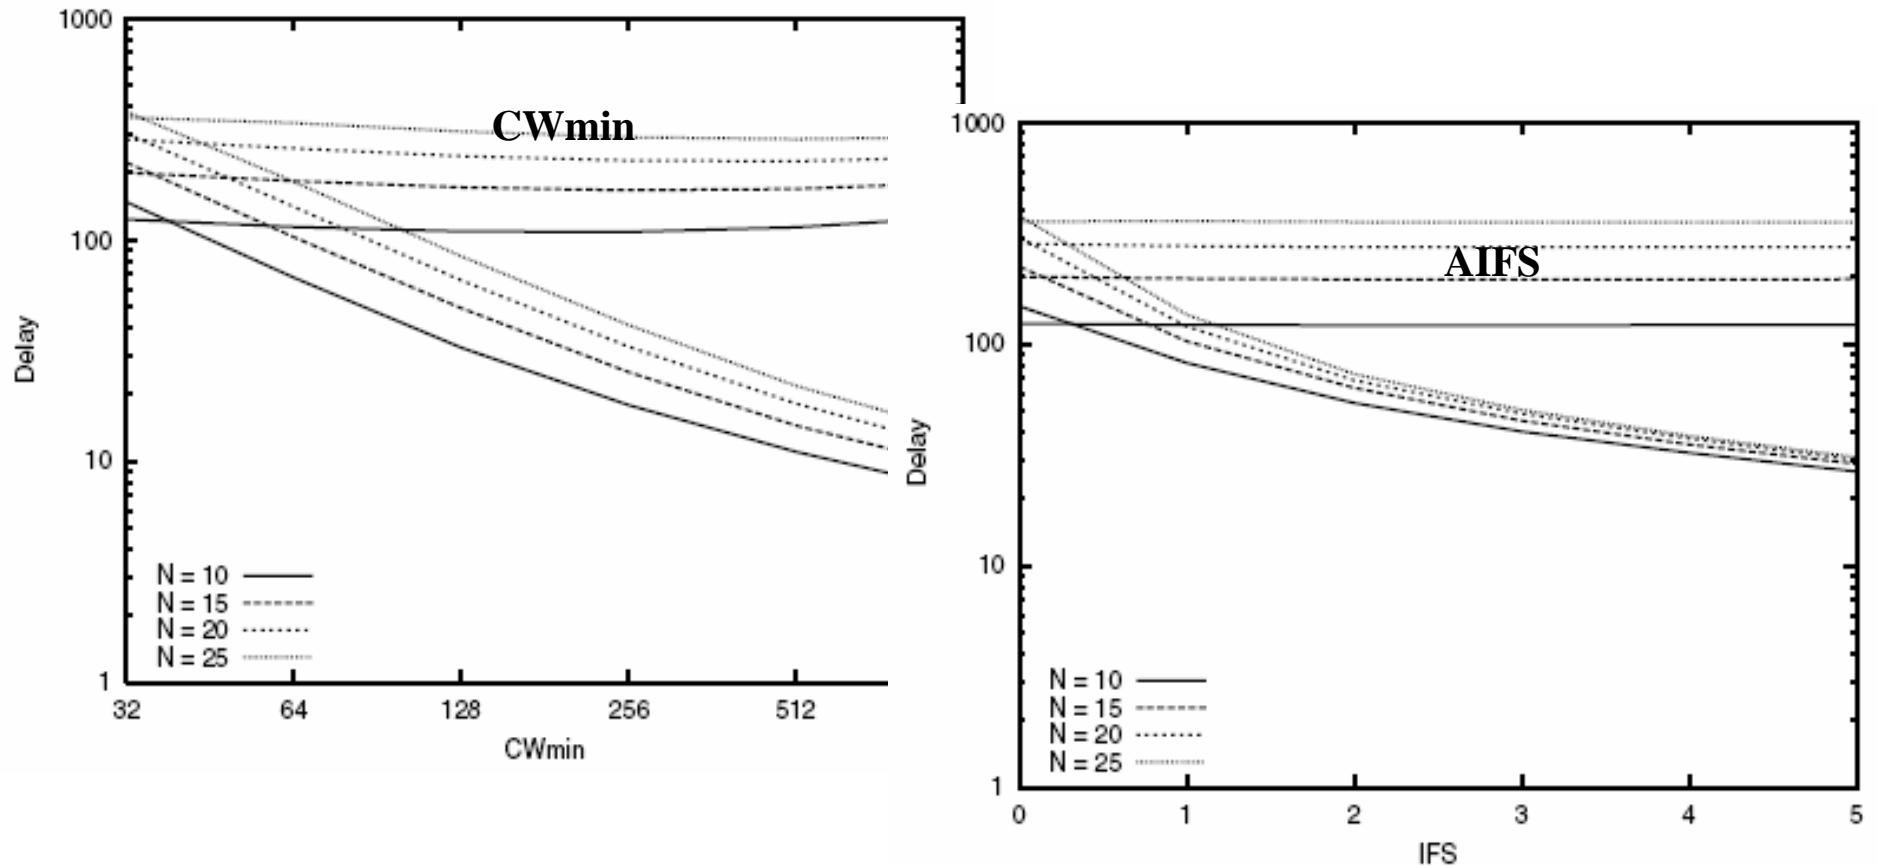 1000
CWmin
100
Delay
10
N = 10
N = 15
N = 20
N = 25
1
32 64 128 256 512
CWmin
1000
AIFS
100
Delay
10
N = 10
N = 15
N = 20
N = 25
1
0 1 2 3 4 5
IFS